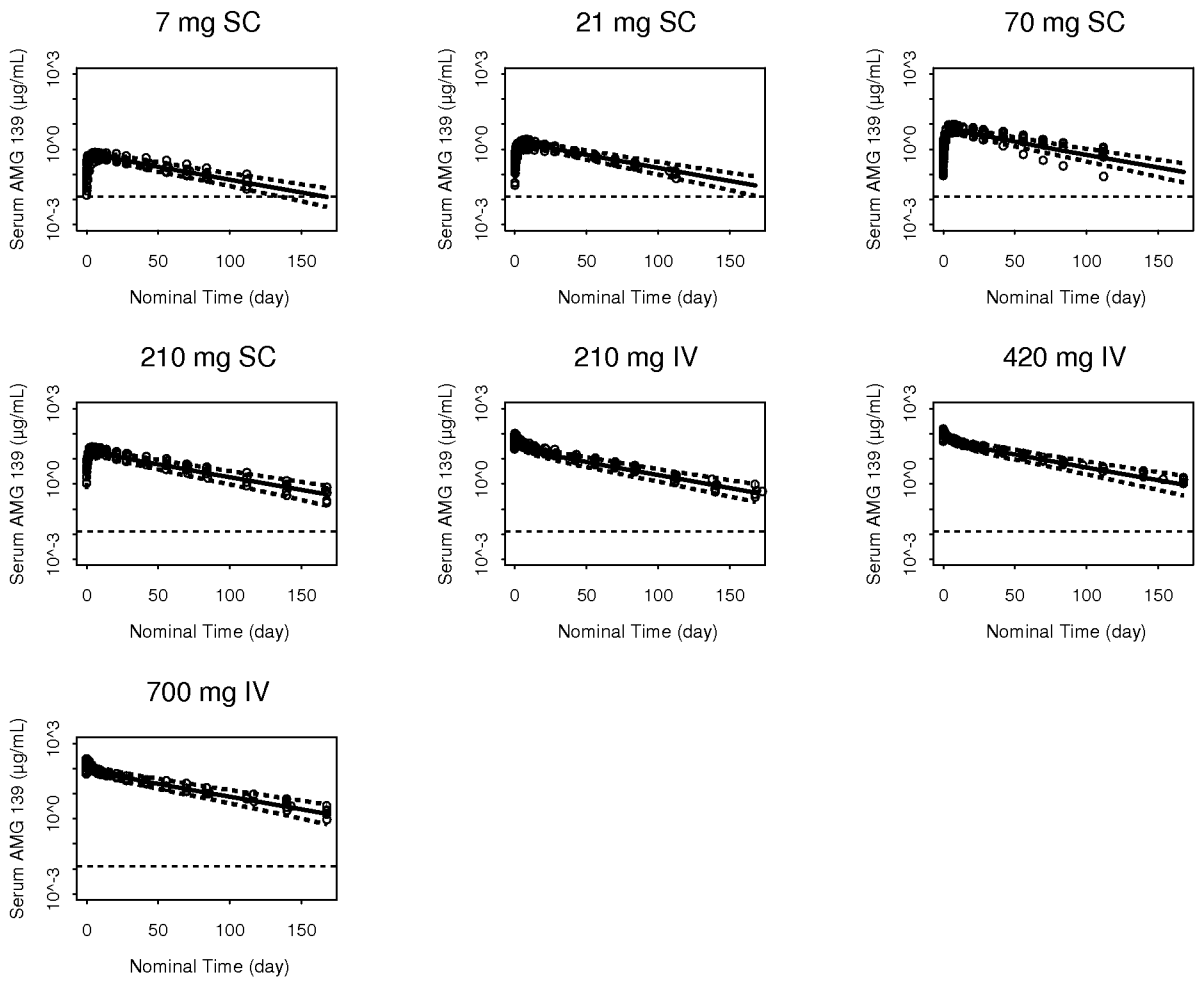 7 mg SC
Serum AMG 139 (µg/mL)
10^3
10^0
10^-3
0 50 100 150
Nominal Time (day)
21 mg SC
Serum AMG 139 (µg/mL)
10^3
10^0
10^-3
0 50 100 150
Nominal Time (day)
70 mg SC
Serum AMG 139 (µg/mL)
10^3
10^0
10^-3
0 50 100 150
Nominal Time (day)
210 mg SC
Serum AMG 139 (µg/mL)
10^3
10^0
10^-3
0 50 100 150
Nominal Time (day)
210 mg IV
Serum AMG 139 (µg/mL)
10^3
10^0
10^-3
0 50 100 150
Nominal Time (day)
420 mg IV
Serum AMG 139 (µg/mL)
10^3
10^0
10^-3
0 50 100 150
Nominal Time (day)
700 mg IV
Serum AMG 139 (µg/mL)
10^3
10^0
10^-3
0 50 100 150
Nominal Time (day)